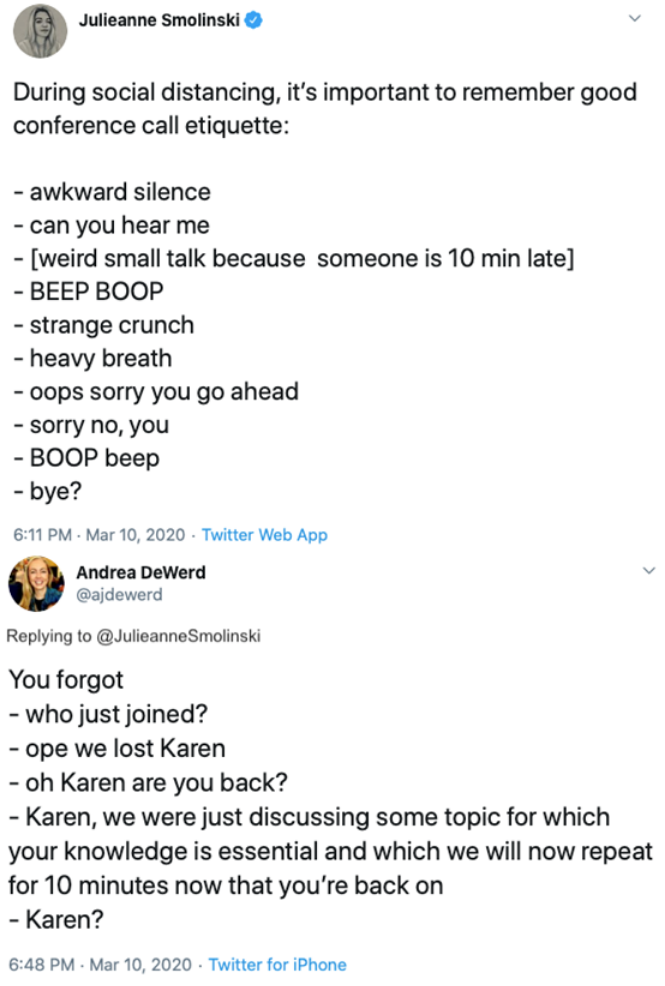 Julieanne Smolinski
During social distancing, it's important to remember good
conference call etiquette:
- awkward silence
- can you hear me
- [weird small talk because  someone is 10 min late]
- BEEP BOOP
- strange crunch
- heavy breath
- oops sorry you go ahead
- sorry no, you
- BOOP beep
- bye?
6:11 PM · Mar 10, 2020 · Twitter Web App
Andrea DeWerd
@ajdewerd
Replying to @JulieanneSmolinski
You forgot
- who just joined?
- ope we lost Karen
- oh Karen are you back?
- Karen, we were just discussing some topic for which
your knowledge is essential and which we will now repeat
for 10 minutes now that you're back on
- Karen?
6:48 PM · Mar 10, 2020 · Twitter for iPhone